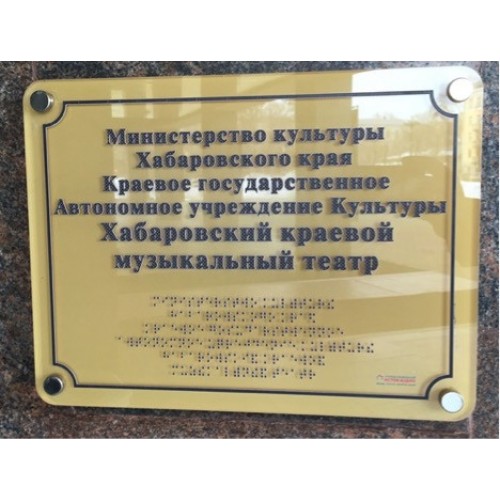 Министерство культуры
Хабаровского края
Краевое государственное
Автономное учреждение Культуры
Хабаровский краевой
музыкальный театр